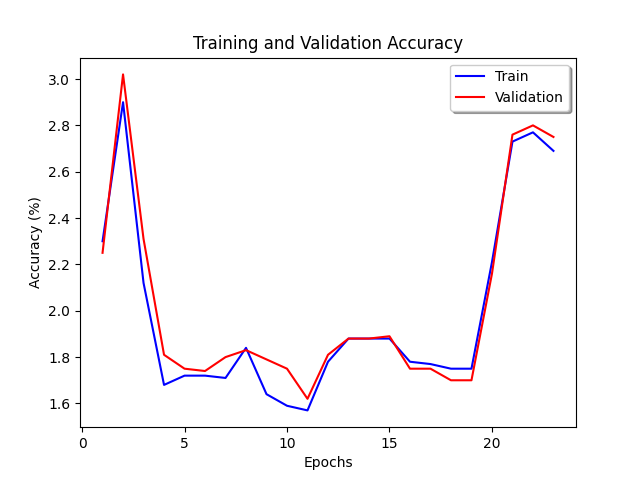 Training and Validation Accuracy
Train
Validation
Accuracy (%)
3.0
2.8
2.6
2.4
2.2
2.0
1.8
1.6
0 5 10 15 20
Epochs